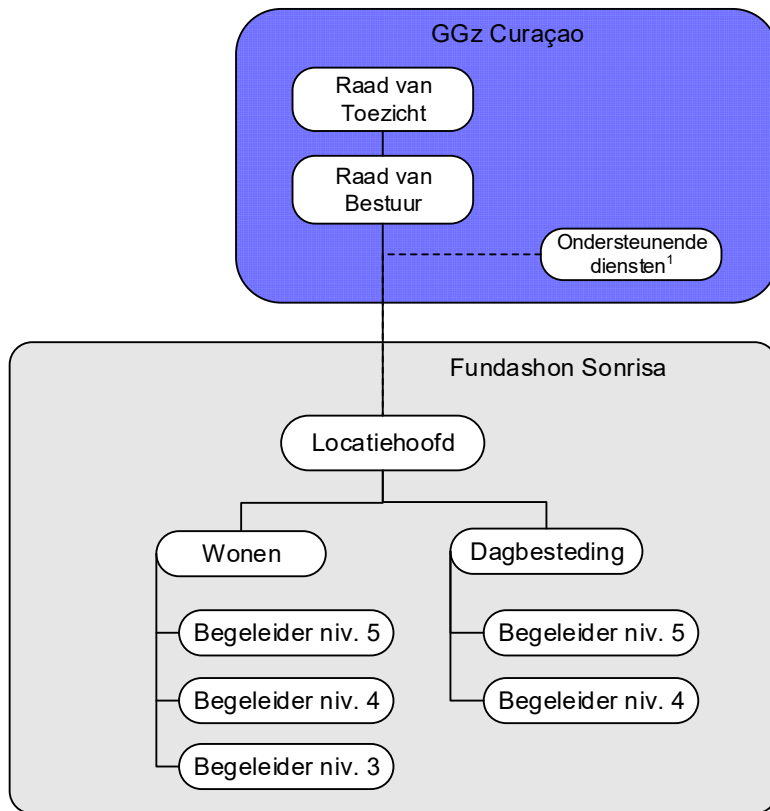 GGz Curaçao
Raad van
Toezicht
Raad van
Bestuur
Ondersteunende
diensten¹
Fundashon Sonrisa
Locatiehoofd
Wonen
Dagbesteding
Begeleider niv. 5
Begeleider niv. 5
Begeleider niv. 4
Begeleider niv. 4
Begeleider niv. 3